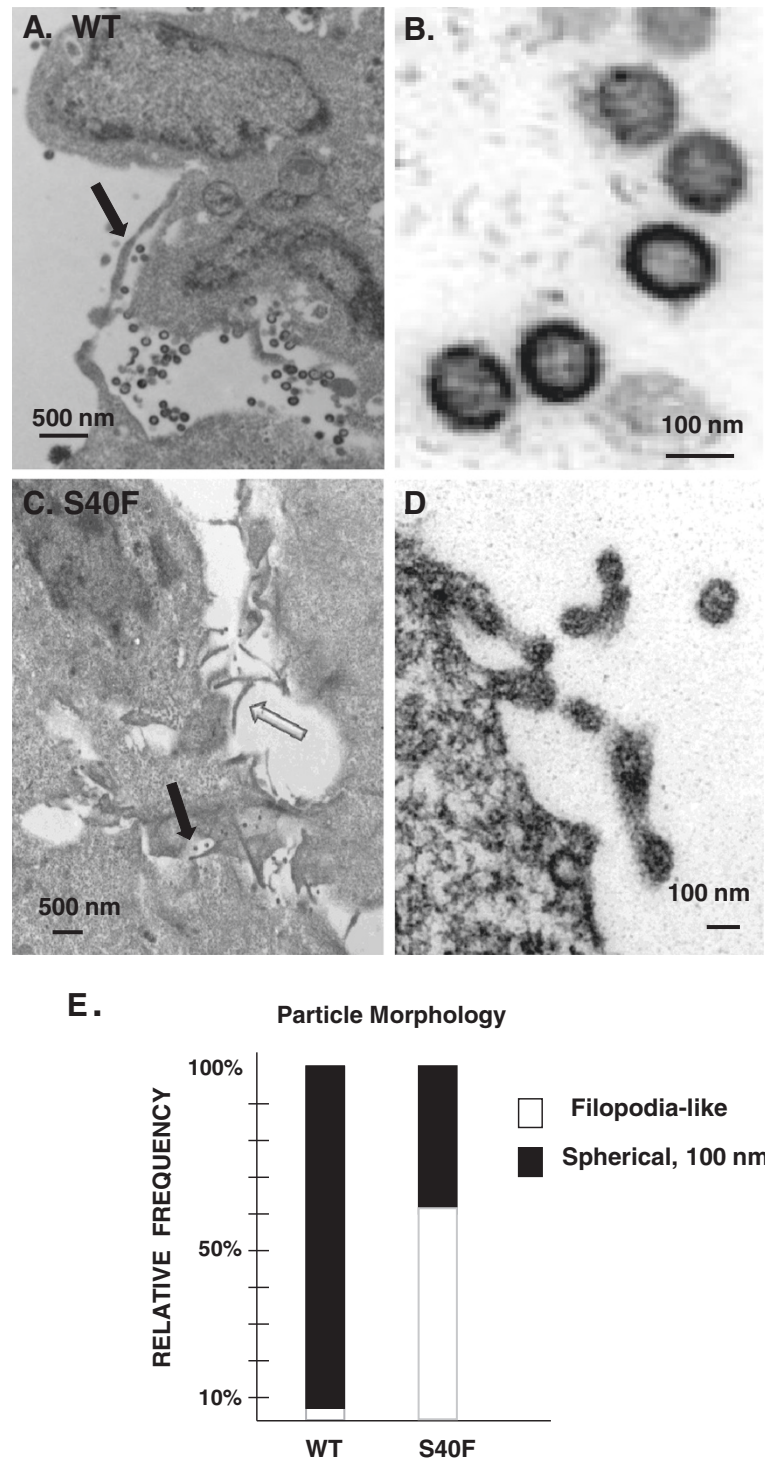 A. WT
B.
500 nm
100 nm
C. S40F
D.
500 nm
100 nm
E.
Particle Morphology
RELATIVE FREQUENCY
100%
50%
10%
Filopodia-like
Spherical, 100 nm
WT
S40F